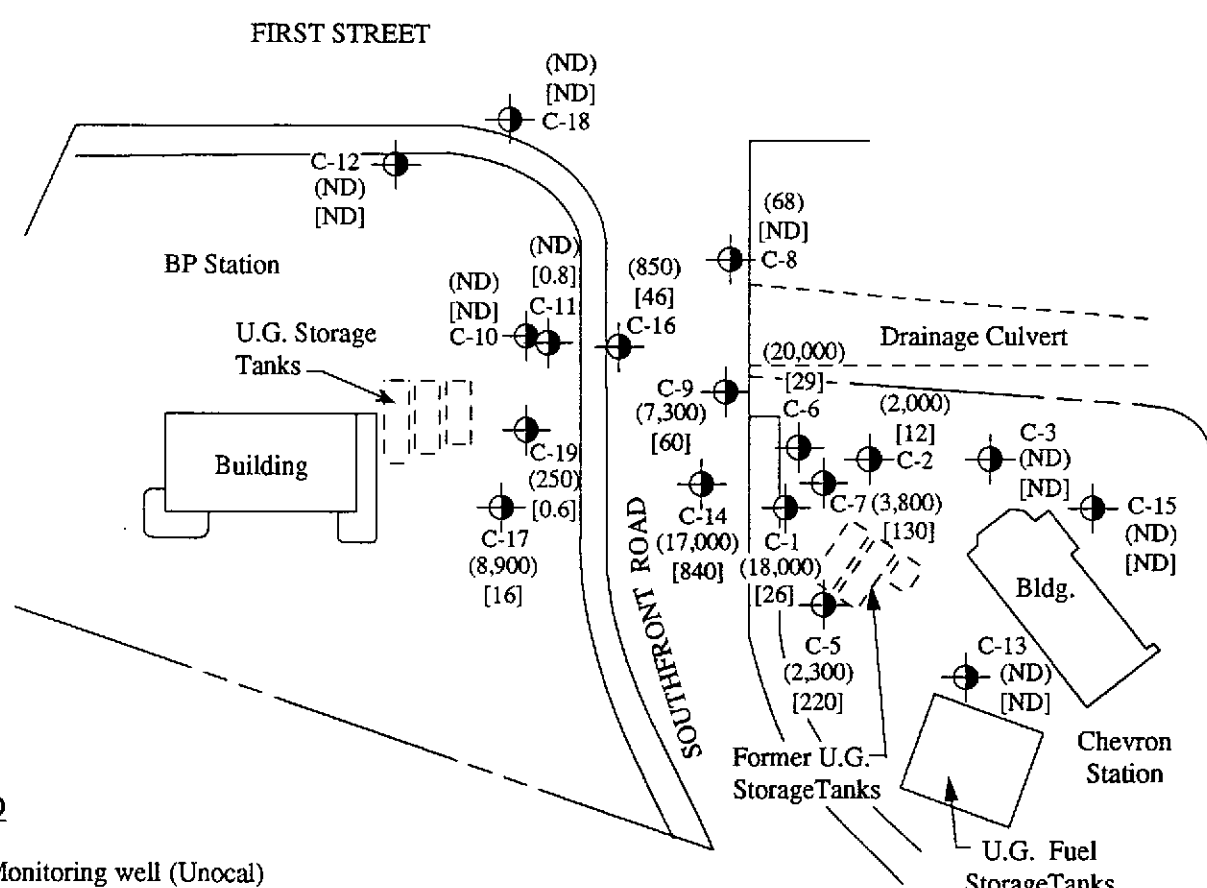 FIRST STREET
(ND)
[ND]
C-18
C-12
(ND)
[ND]
BP Station
(68)
[ND]
C-8
(ND)
[0.8]
C-11
(ND)
[ND]
C-10
(850)
[46]
C-16
U.G. Storage
Tanks
Drainage Culvert
(20,000)
[29]
C-6
C-9
(7,300)
[60]
(2,000)
[12]
C-2
C-3
(ND)
[ND]
Building
C-19
(250)
[0.6]
C-17
(8,900)
[16]
C-14
(17,000)
[840]
C-1
(18,000)
[26]
C-7 (3,800)
[130]
C-15
(ND)
[ND]
SOUTHFRONT ROAD
Bldg.
C-5
(2,300)
[220]
C-13
(ND)
[ND]
Former U.G.
StorageTanks
Chevron
Station
Monitoring well (Unocal)
U.G. Fuel
StorageTanks